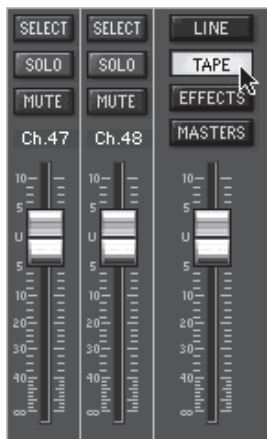 SELECT SELECT LINE
SOLO SOLO TAPE
MUTE MUTE EFFECTS
Ch.47 Ch.48 MASTERS
10 10 10
5 5 5
U U U
5 5 5
10 10 10
20 20 20
30 30 30
40 40 40
∞ ∞ ∞